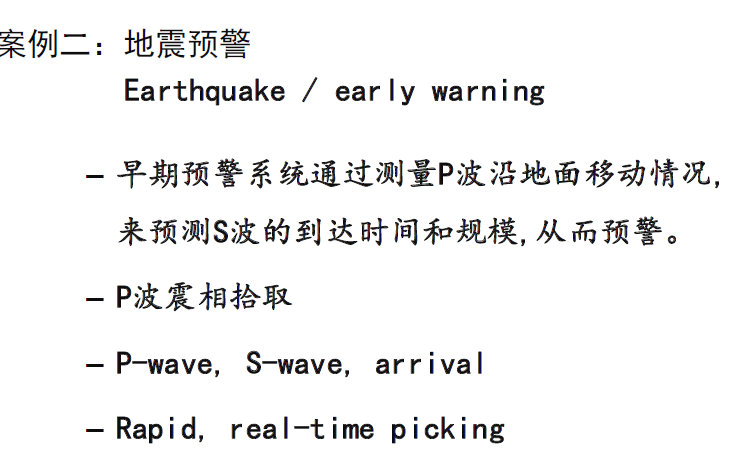 案例二：地震预警
Earthquake / early warning
– 早期预警系统通过测量P波沿地面移动情况,
来预测S波的到达时间和规模,从而预警。
– P波震相拾取
– P-wave, S-wave, arrival
– Rapid, real-time picking